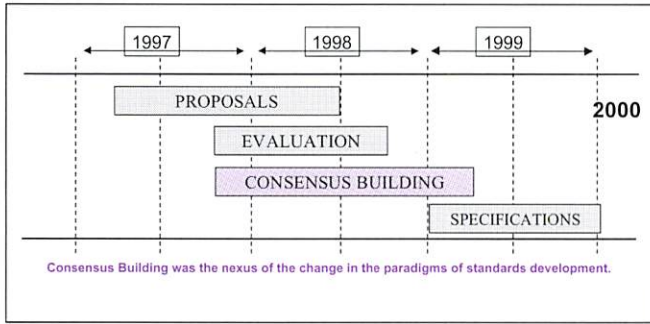 1997
1998
1999
PROPOSALS
2000
EVALUATION
CONSENSUS BUILDING
SPECIFICATIONS
Consensus Building was the nexus of the change in the paradigms of standards development.